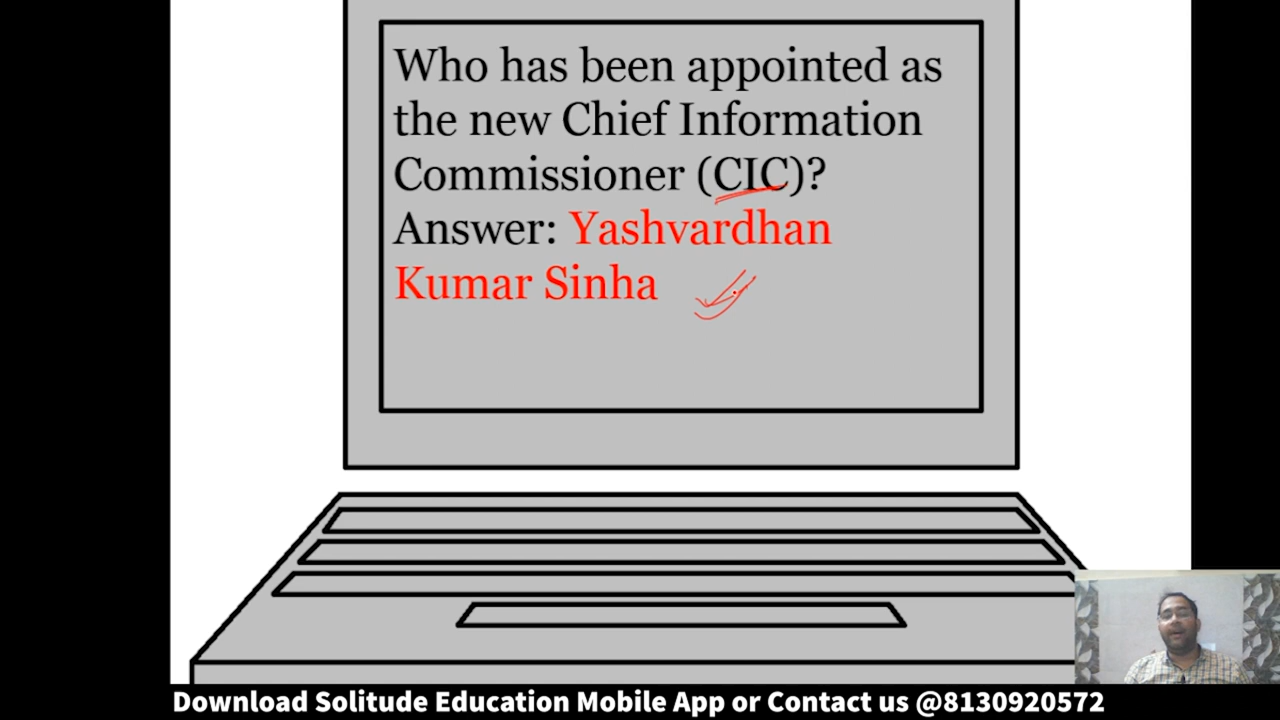 Who has been appointed as
the new Chief Information
Commissioner (CIC)?
Answer: Yashvardhan
Kumar Sinha
Download Solitude Education Mobile App or Contact us @8130920572